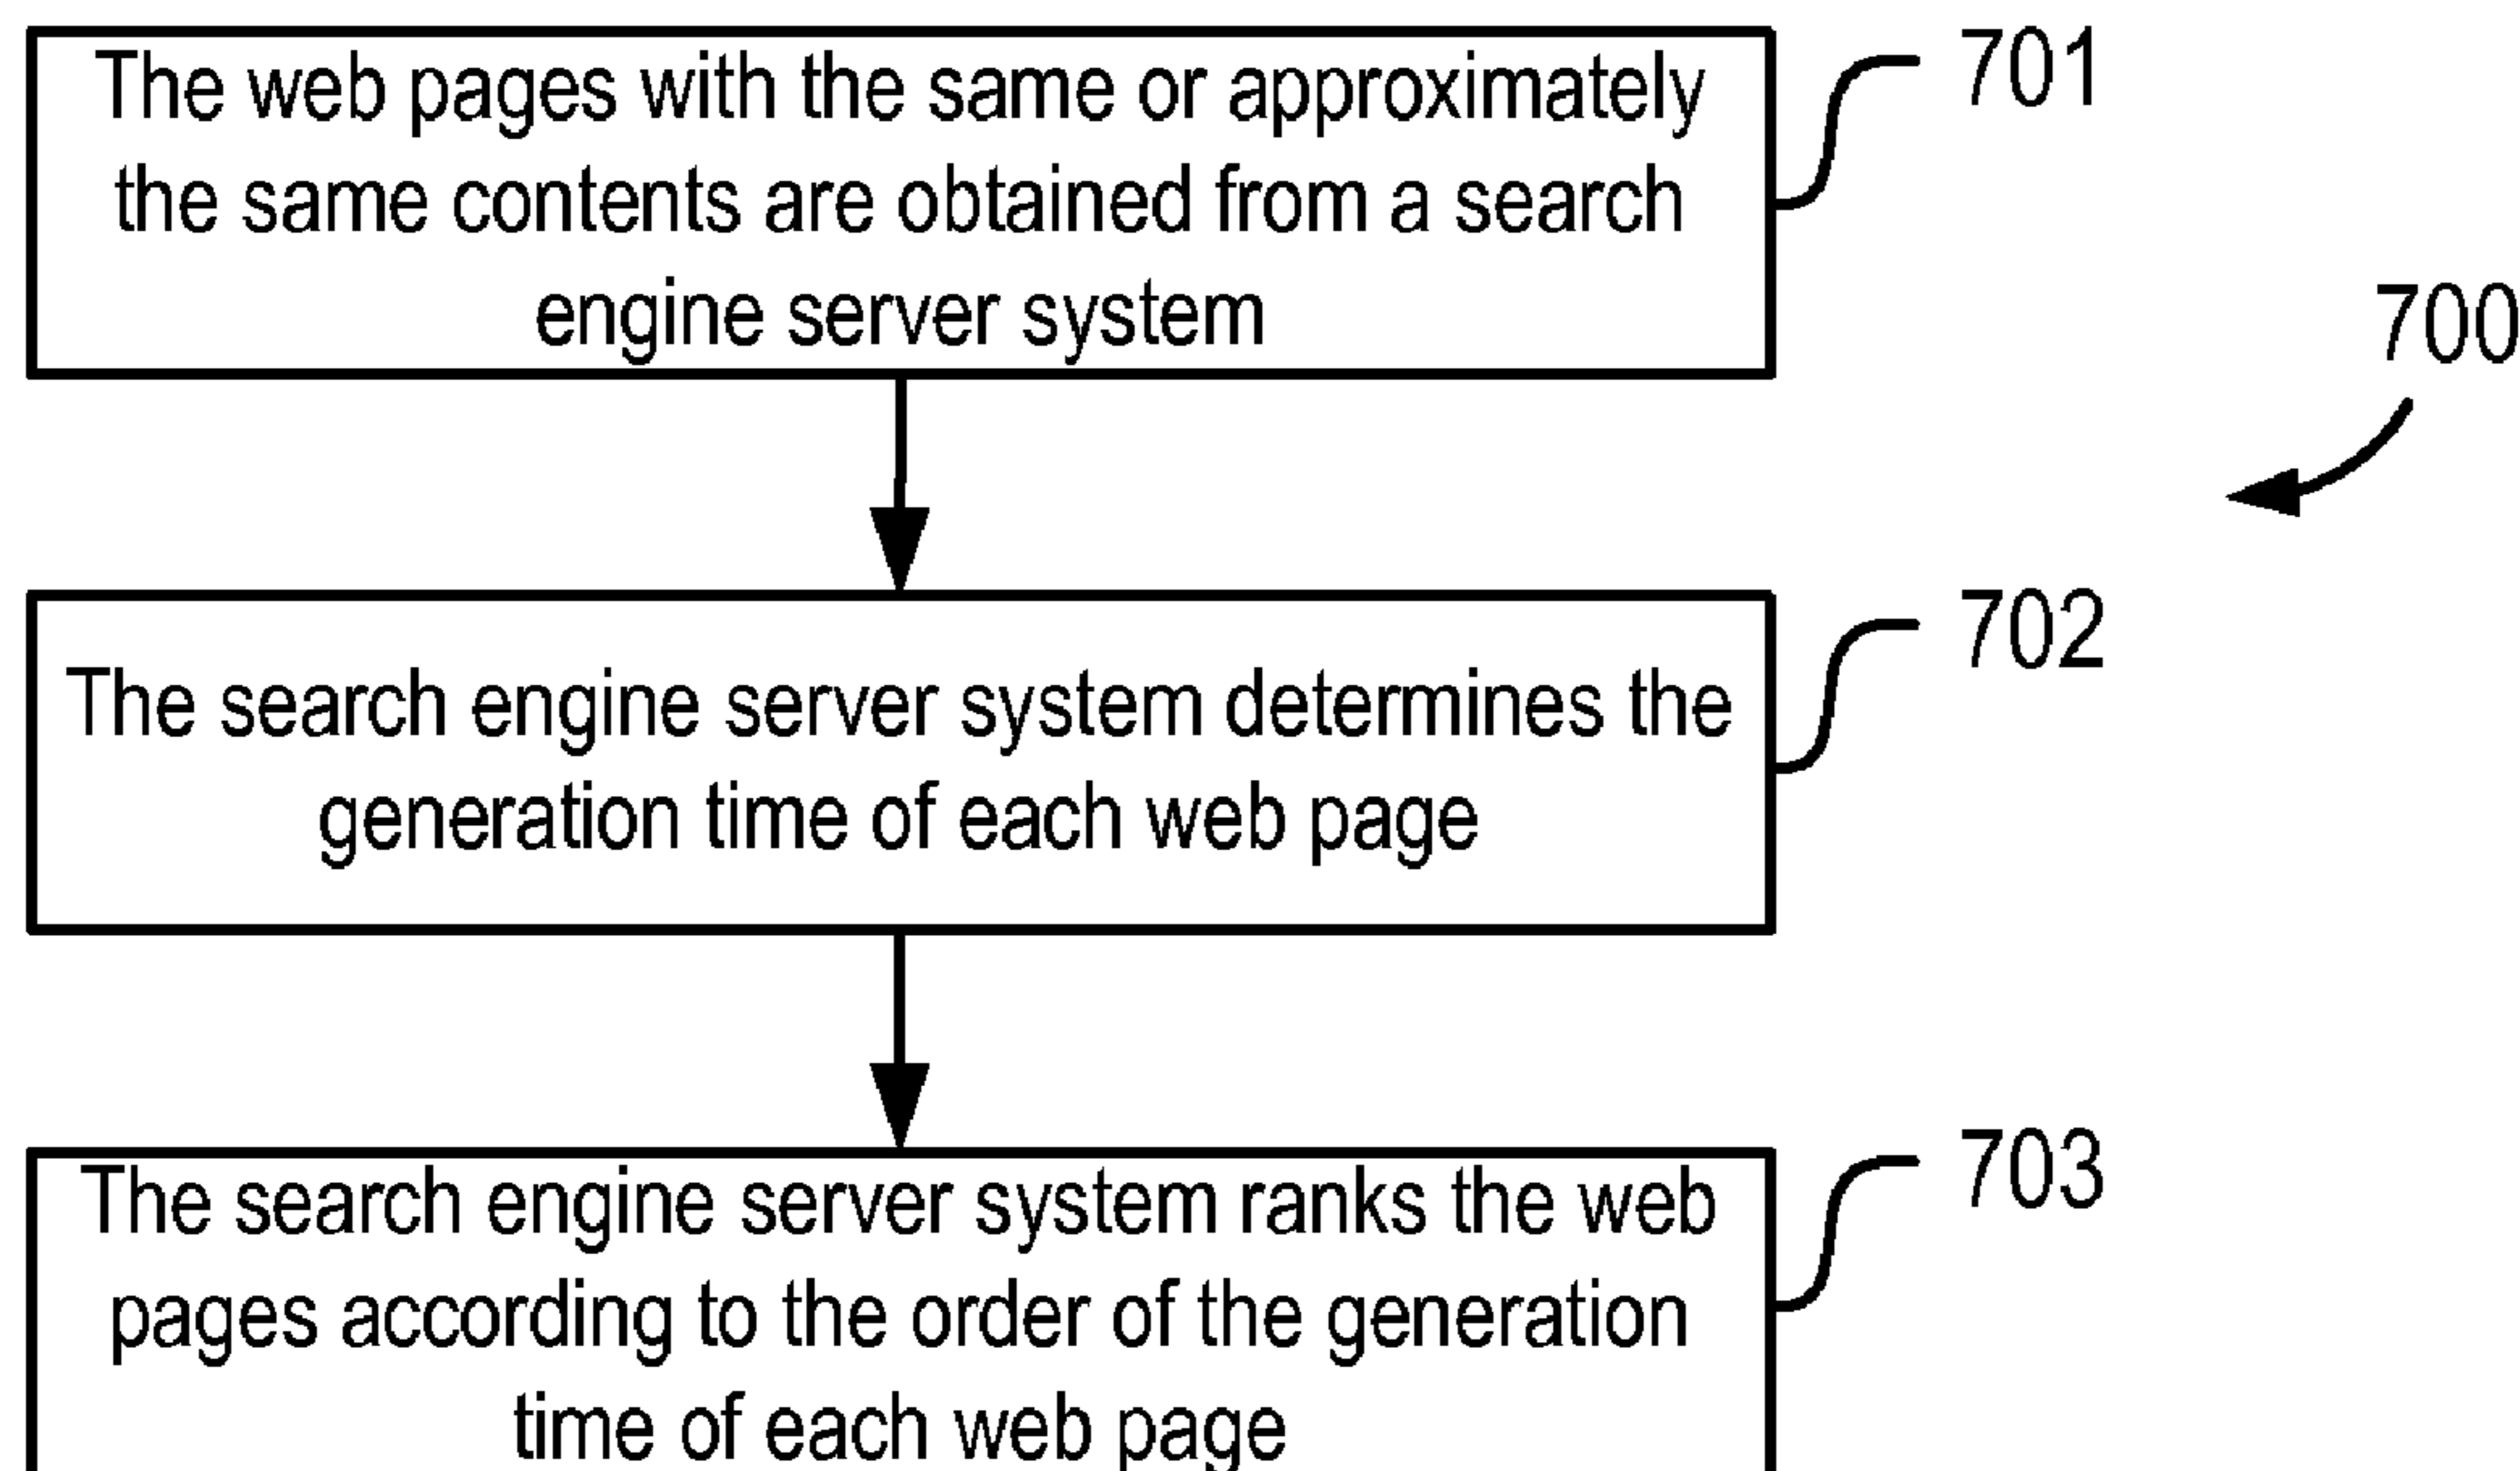 The web pages with the same or approximately
the same contents are obtained from a search
engine server system
701
700
The search engine server system determines the
generation time of each web page
702
The search engine server system ranks the web
pages according to the order of the generation
time of each web page
703